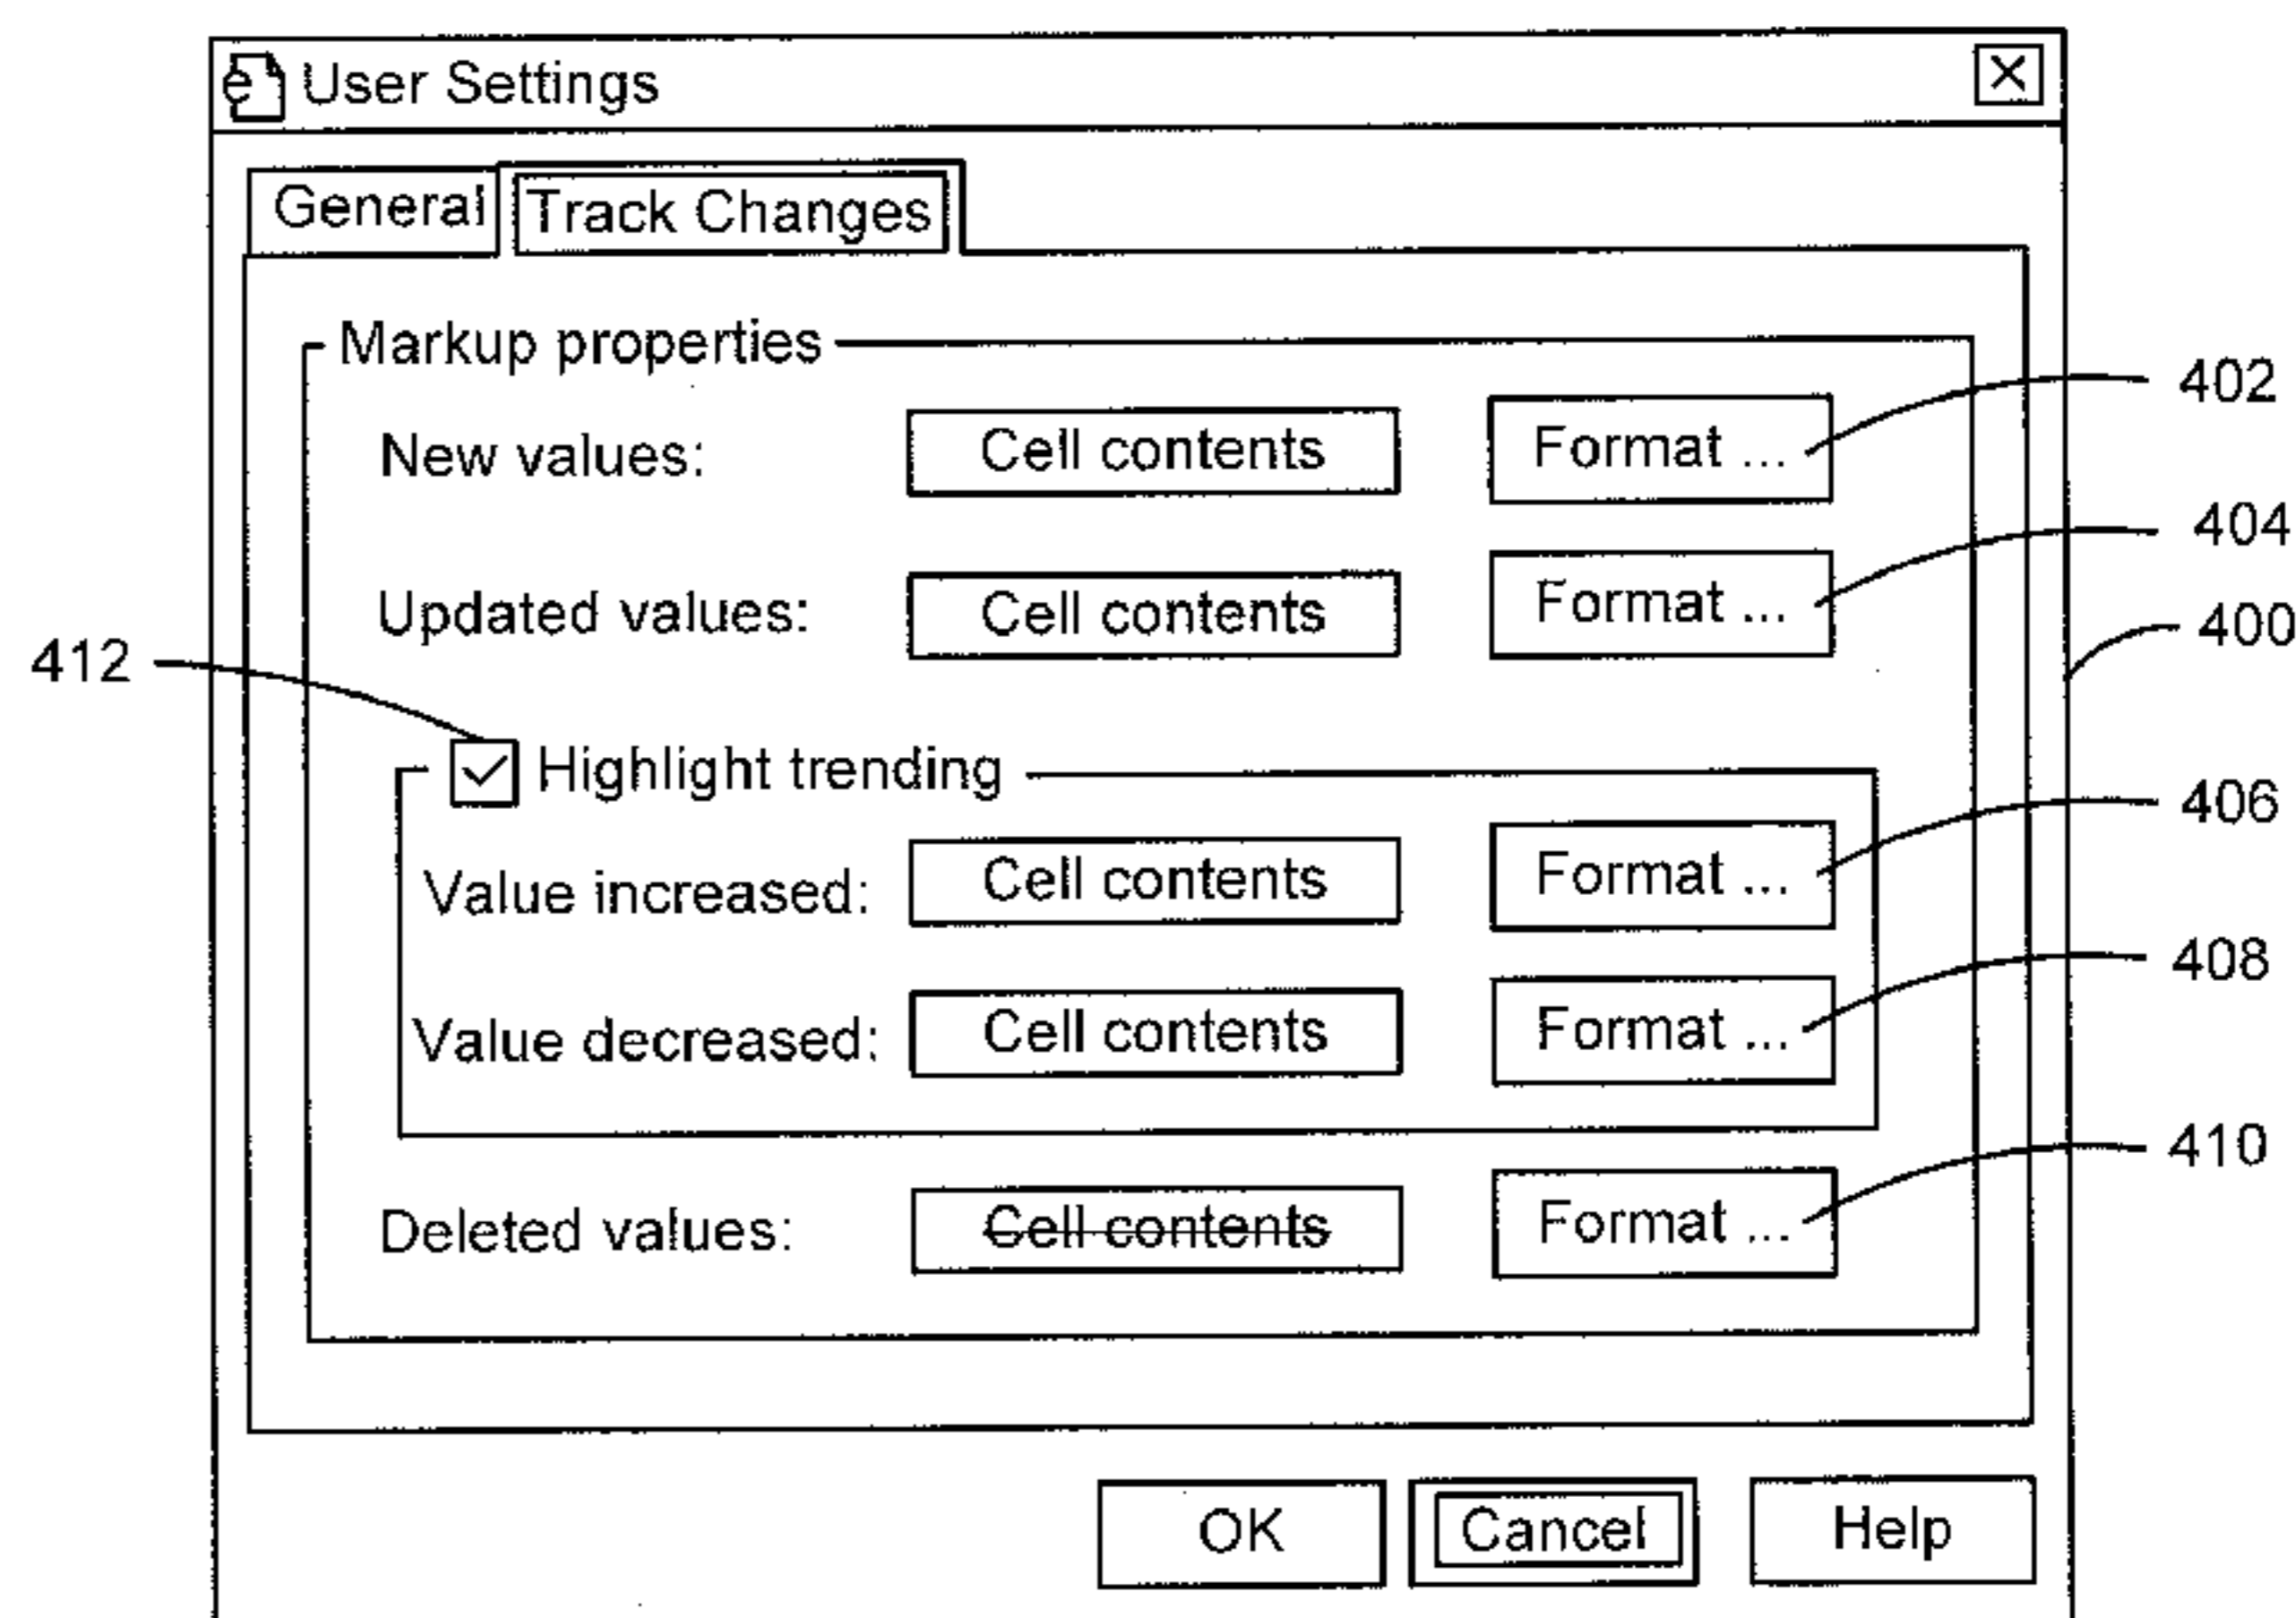 e User Settings X
General Track Changes
Markup properties
New values: Cell contents Format ... 402
Updated values: Cell contents Format ... 404
400
412
Highlight trending
Value increased: Cell contents Format ... 406
Value decreased: Cell contents Format ... 408
Deleted values: Cell contents Format ... 410
OK Cancel Help